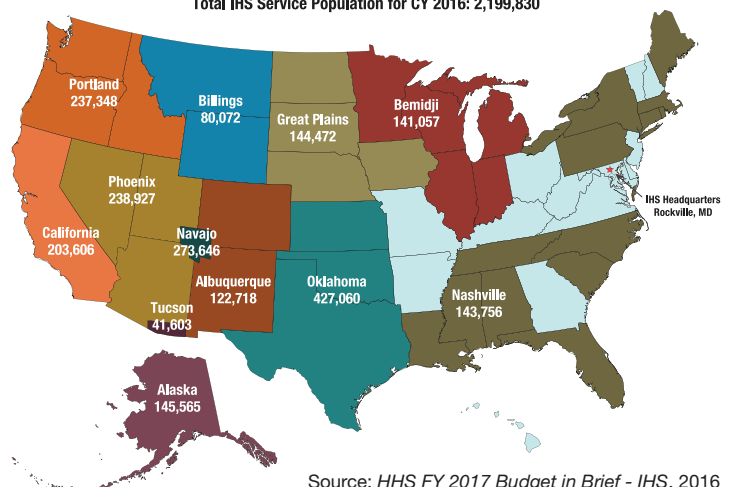 Total IHS Service Population for CY 2016: 2,199,830
Portland
237,348
Billings
80,072
Great Plains
144,472
Bemidji
141,057
Phoenix
238,927
IHS Headquarters
Rockville, MD
California
203,606
Navajo
273,646
Albuquerque
122,718
Oklahoma
427,060
Nashville
143,756
Tucson
41,603
Alaska
145,565
Source: HHS FY 2017 Budget in Brief - IHS, 2016